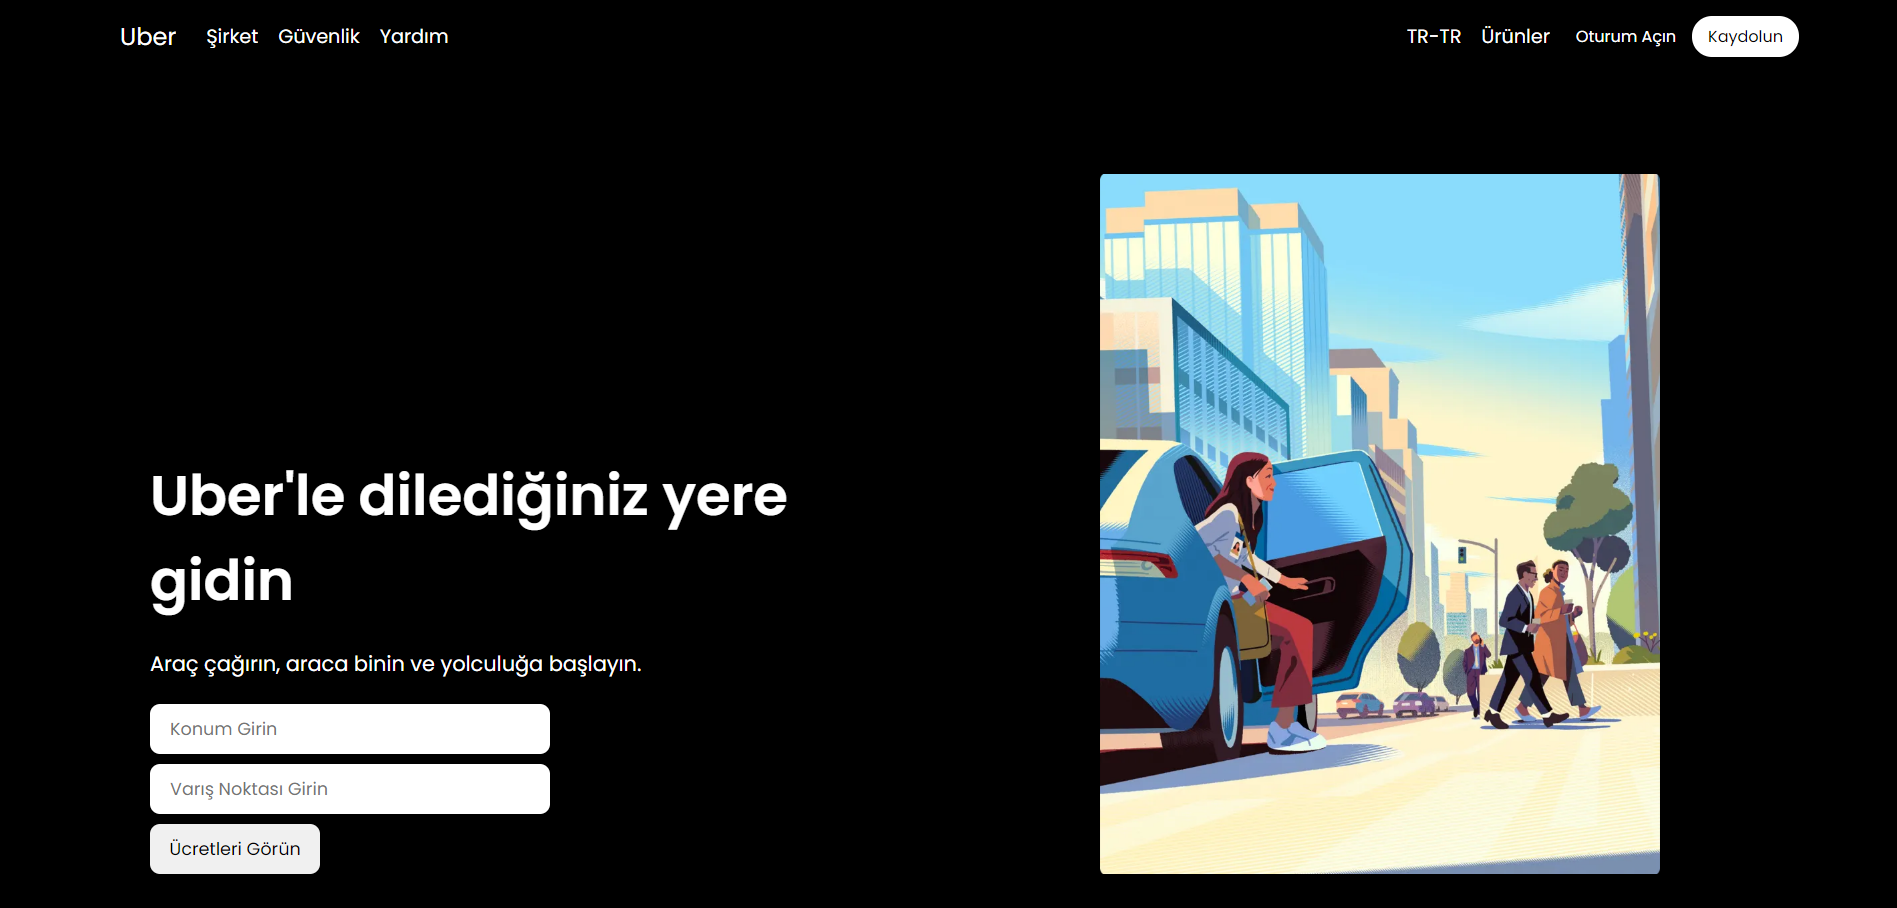 Uber Şirket Güvenlik Yardım TR-TR Ürünler Oturum Açın Kaydolun
Uber'le dilediğiniz yere
gidin
Araç çağırın, araca binin ve yolculuğa başlayın.
Konum Girin
Varış Noktası Girin
Ücretleri Görün